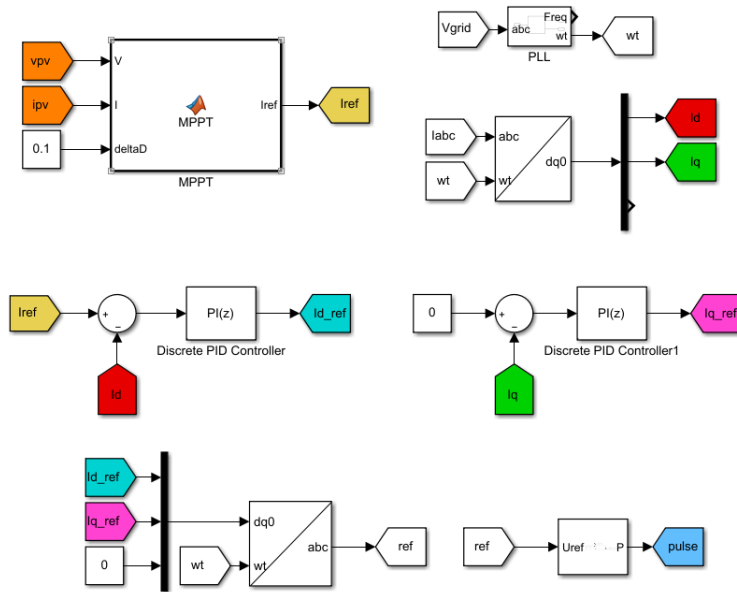 vpv
V
ipv
I
MPPT
Iref
Iref
0.1
deltaD
MPPT
Vgrid
abc
Freq
wt
wt
PLL
Iabc
abc
wt
wt
dq0
Id
Iq
Iref
+
−
PI(z)
Id_ref
Discrete PID Controller
Id
0
+
−
PI(z)
Iq_ref
Discrete PID Controller1
Iq
Id_ref
Iq_ref
0
wt
dq0
wt
abc
ref
ref
Uref
P
pulse